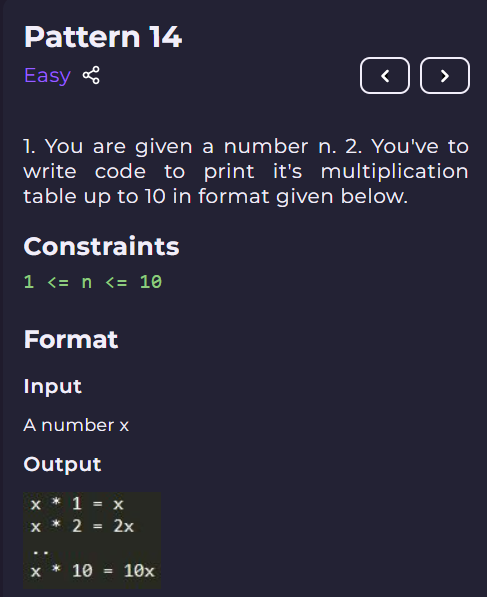 Pattern 14
Easy
1. You are given a number n. 2. You've to
write code to print it's multiplication
table up to 10 in format given below.
Constraints
1 <= n <= 10
Format
Input
A number x
Output
x * 1 = x
x * 2 = 2x
..
x * 10 = 10x